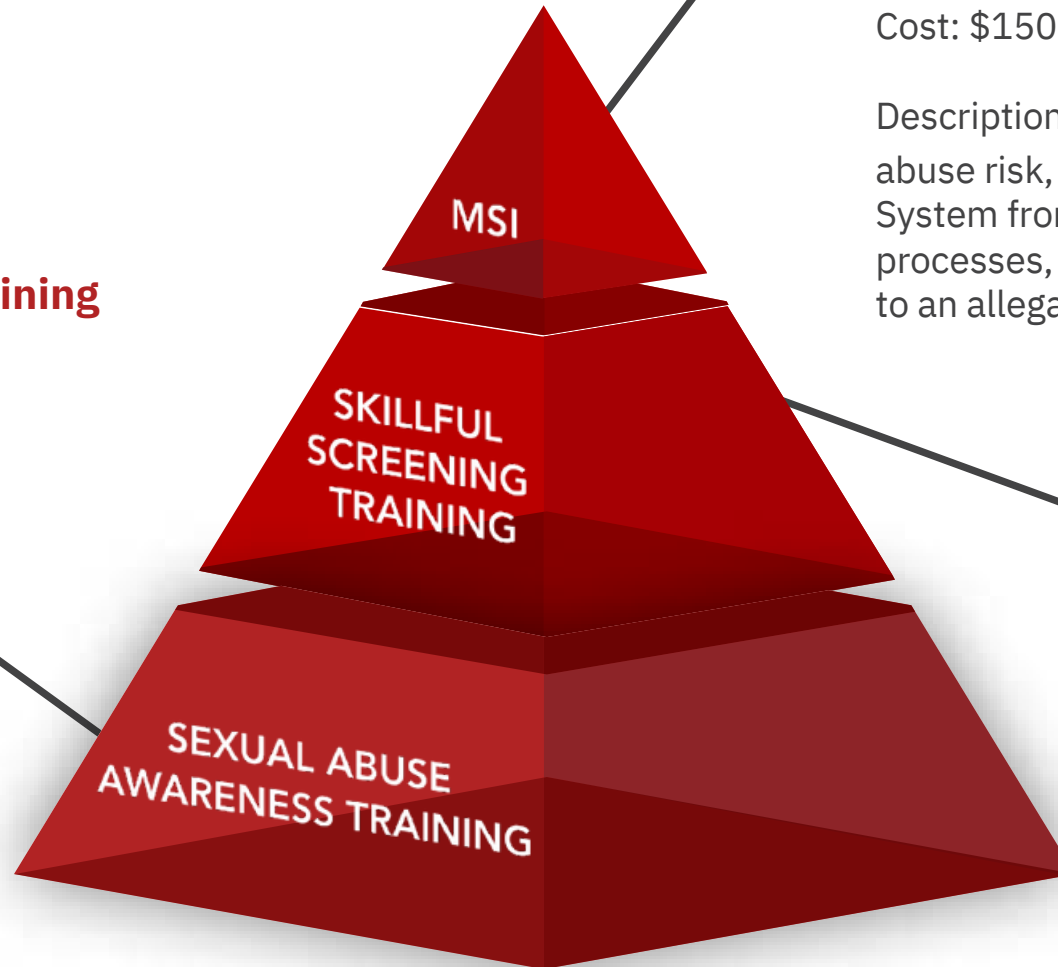 Cost: $150
Description
abuse risk,
System from
processes,
to an allega
ining
MSI
SKILLFUL
SCREENING
TRAINING
SEXUAL ABUSE
AWARENESS TRAINING